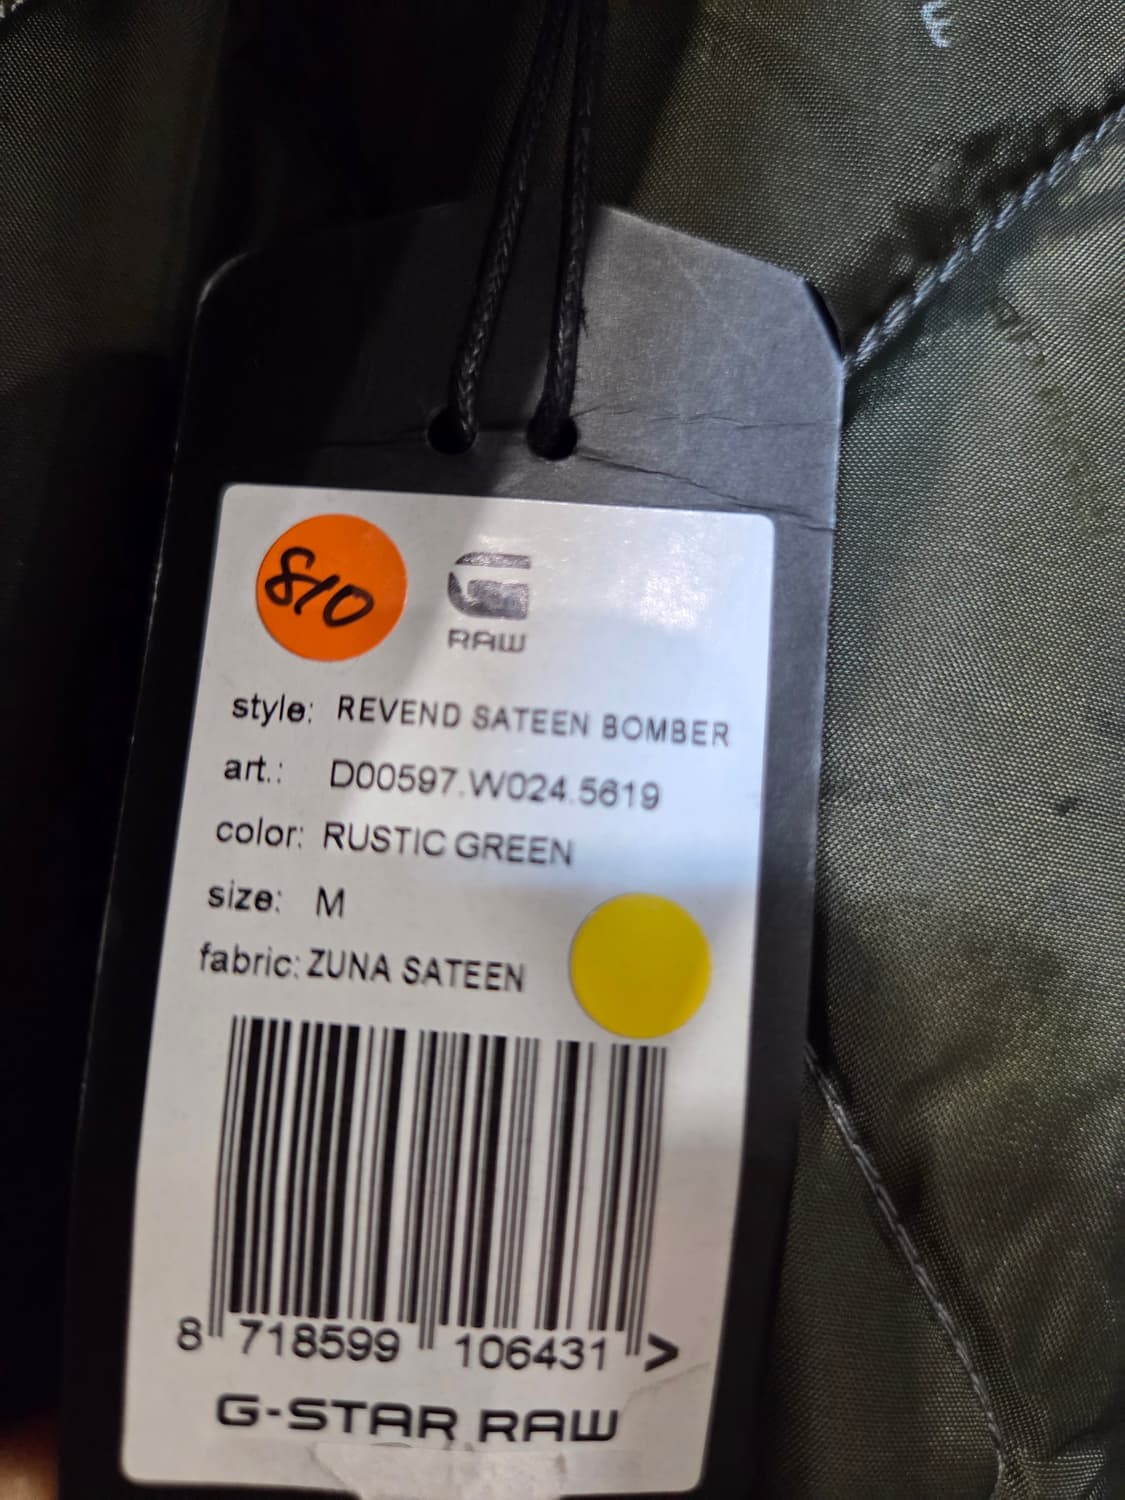 E
810
RAW
style: REVEND SATEEN BOMBER
art.: D00597.W024.5619
color: RUSTIC GREEN
size: M
fabric: ZUNA SATEEN
8 718599 106431 >
G-STAR RAW